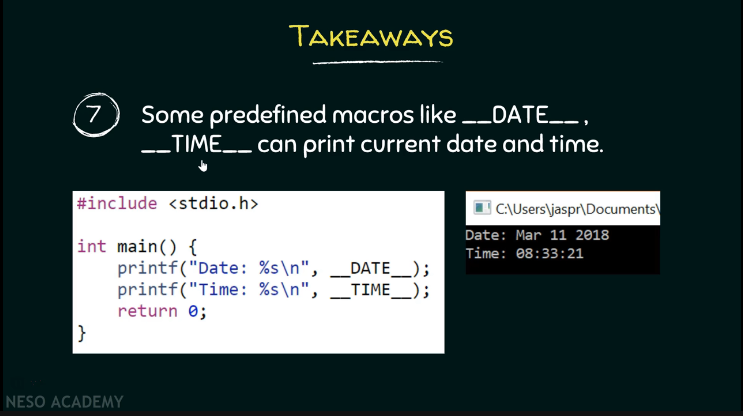 TAKEAWAYS
7 Some predefined macros like __DATE__ ,
__TIME__ can print current date and time.
#include <stdio.h>
int main() {
    printf("Date: %s\n", __DATE__);
    printf("Time: %s\n", __TIME__);
    return 0;
}
C:\Users\jaspr\Documents\
Date: Mar 11 2018
Time: 08:33:21
NESO ACADEMY